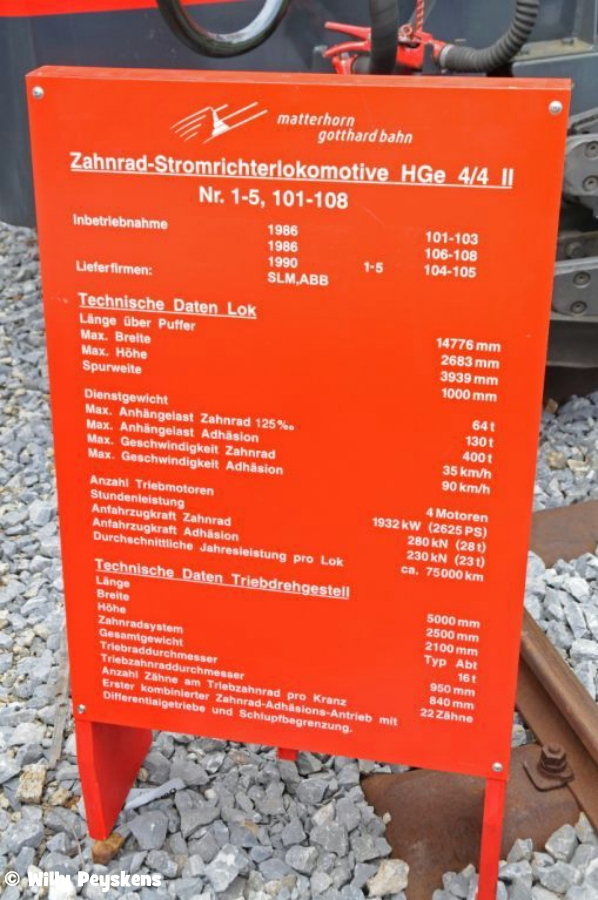 matterhorn
gotthard bahn
Zahnrad-Stromrichterlokomotive HGe 4/4 II
Nr. 1-5, 101-108
Inbetriebnahme 1986 101-103
1986 106-108
1990 1-5 104-105
Lieferfirmen: SLM,ABB
Technische Daten Lok
Länge über Puffer 14776 mm
Max. Breite 2683 mm
Max. Höhe 3939 mm
Spurweite 1000 mm
Dienstgewicht 64 t
Max. Anhängelast Zahnrad 125‰ 130 t
Max. Anhängelast Adhäsion 400 t
Max. Geschwindigkeit Zahnrad 35 km/h
Max. Geschwindigkeit Adhäsion 90 km/h
Anzahl Triebmotoren 4 Motoren
Stundenleistung 1932 kW (2625 PS)
Anfahrzugkraft Zahnrad 280 kN (28 t)
Anfahrzugkraft Adhäsion 230 kN (23 t)
Durchschnittliche Jahresleistung pro Lok ca. 75000 km
Technische Daten Triebdrehgestell
Länge 5000 mm
Breite 2500 mm
Höhe 2100 mm
Zahnradsystem Typ Abt
Gesamtgewicht 16 t
Triebraddurchmesser 950 mm
Triebzahnraddurchmesser 840 mm
Anzahl Zähne am Triebzahnrad pro Kranz 22 Zähne
Erster kombinierter Zahnrad-Adhäsions-Antrieb mit
Differentialgetriebe und Schlupfbegrenzung.
© Willy Peyskens